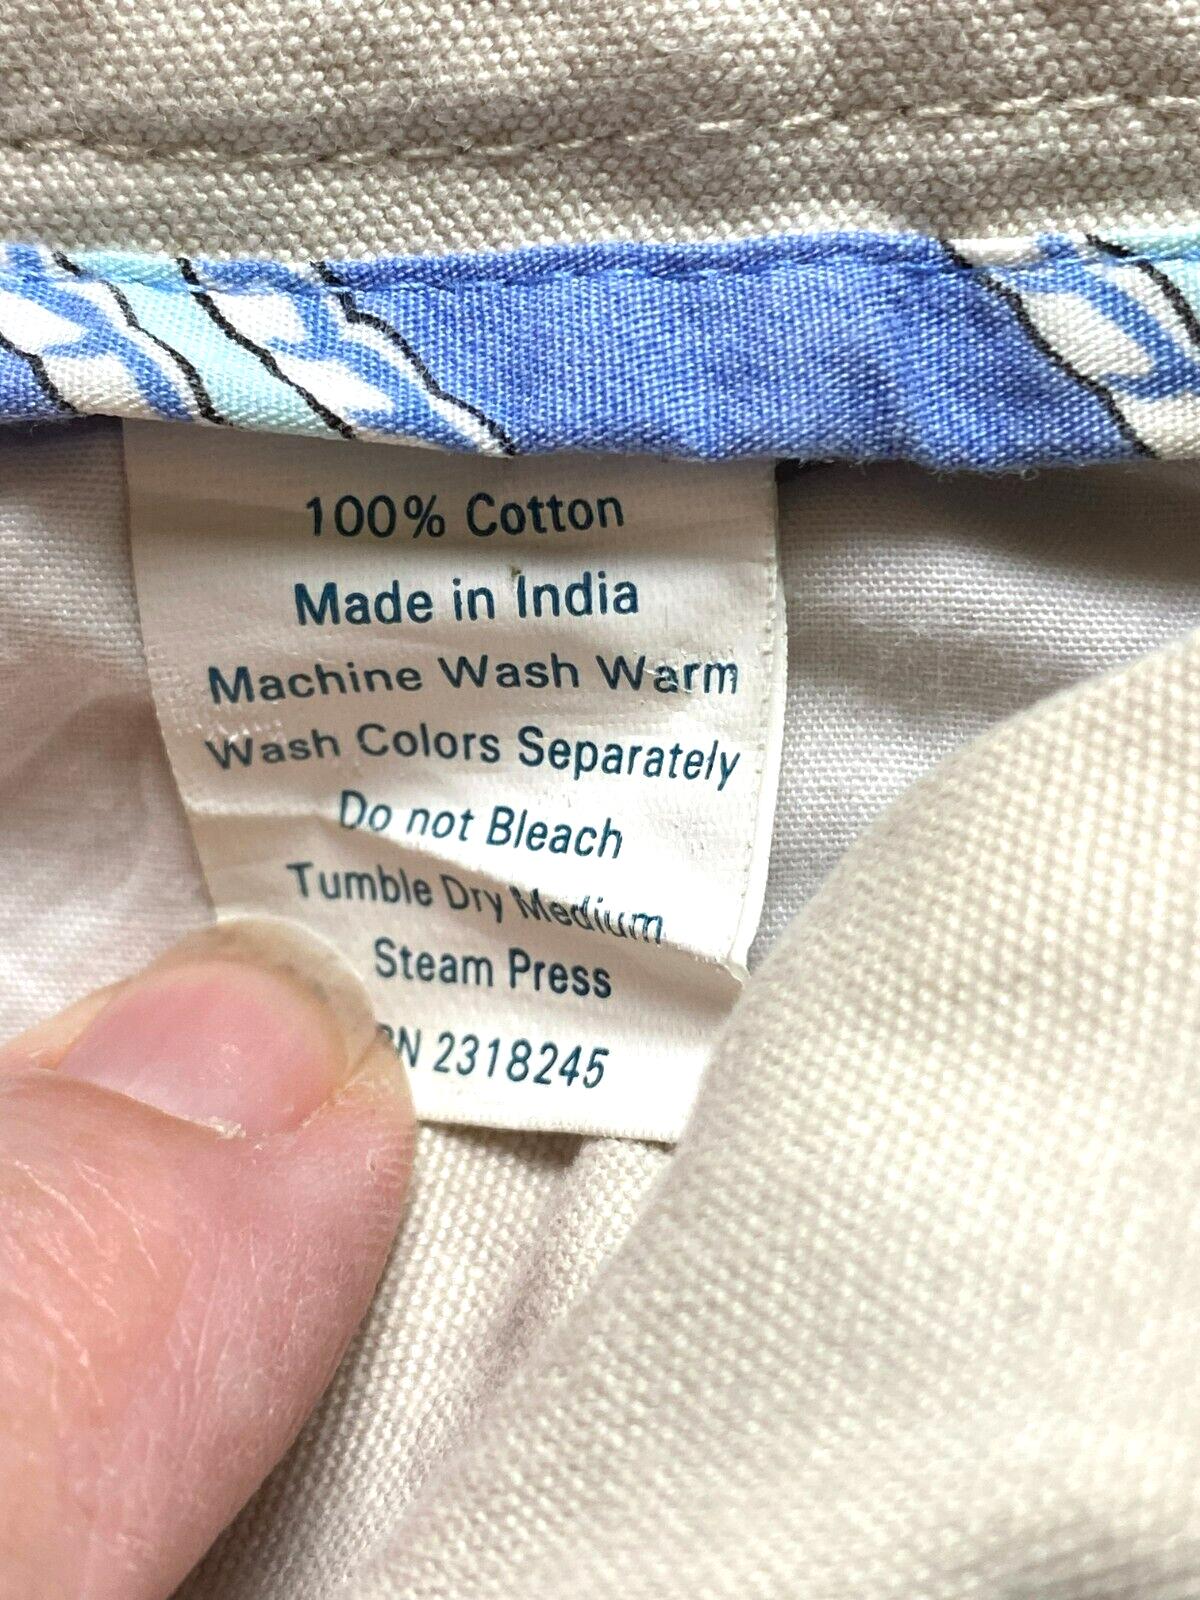 100% Cotton
Made in India
Machine Wash Warm
Wash Colors Separately
Do not Bleach
Tumble Dry Medium
Steam Press
2318245